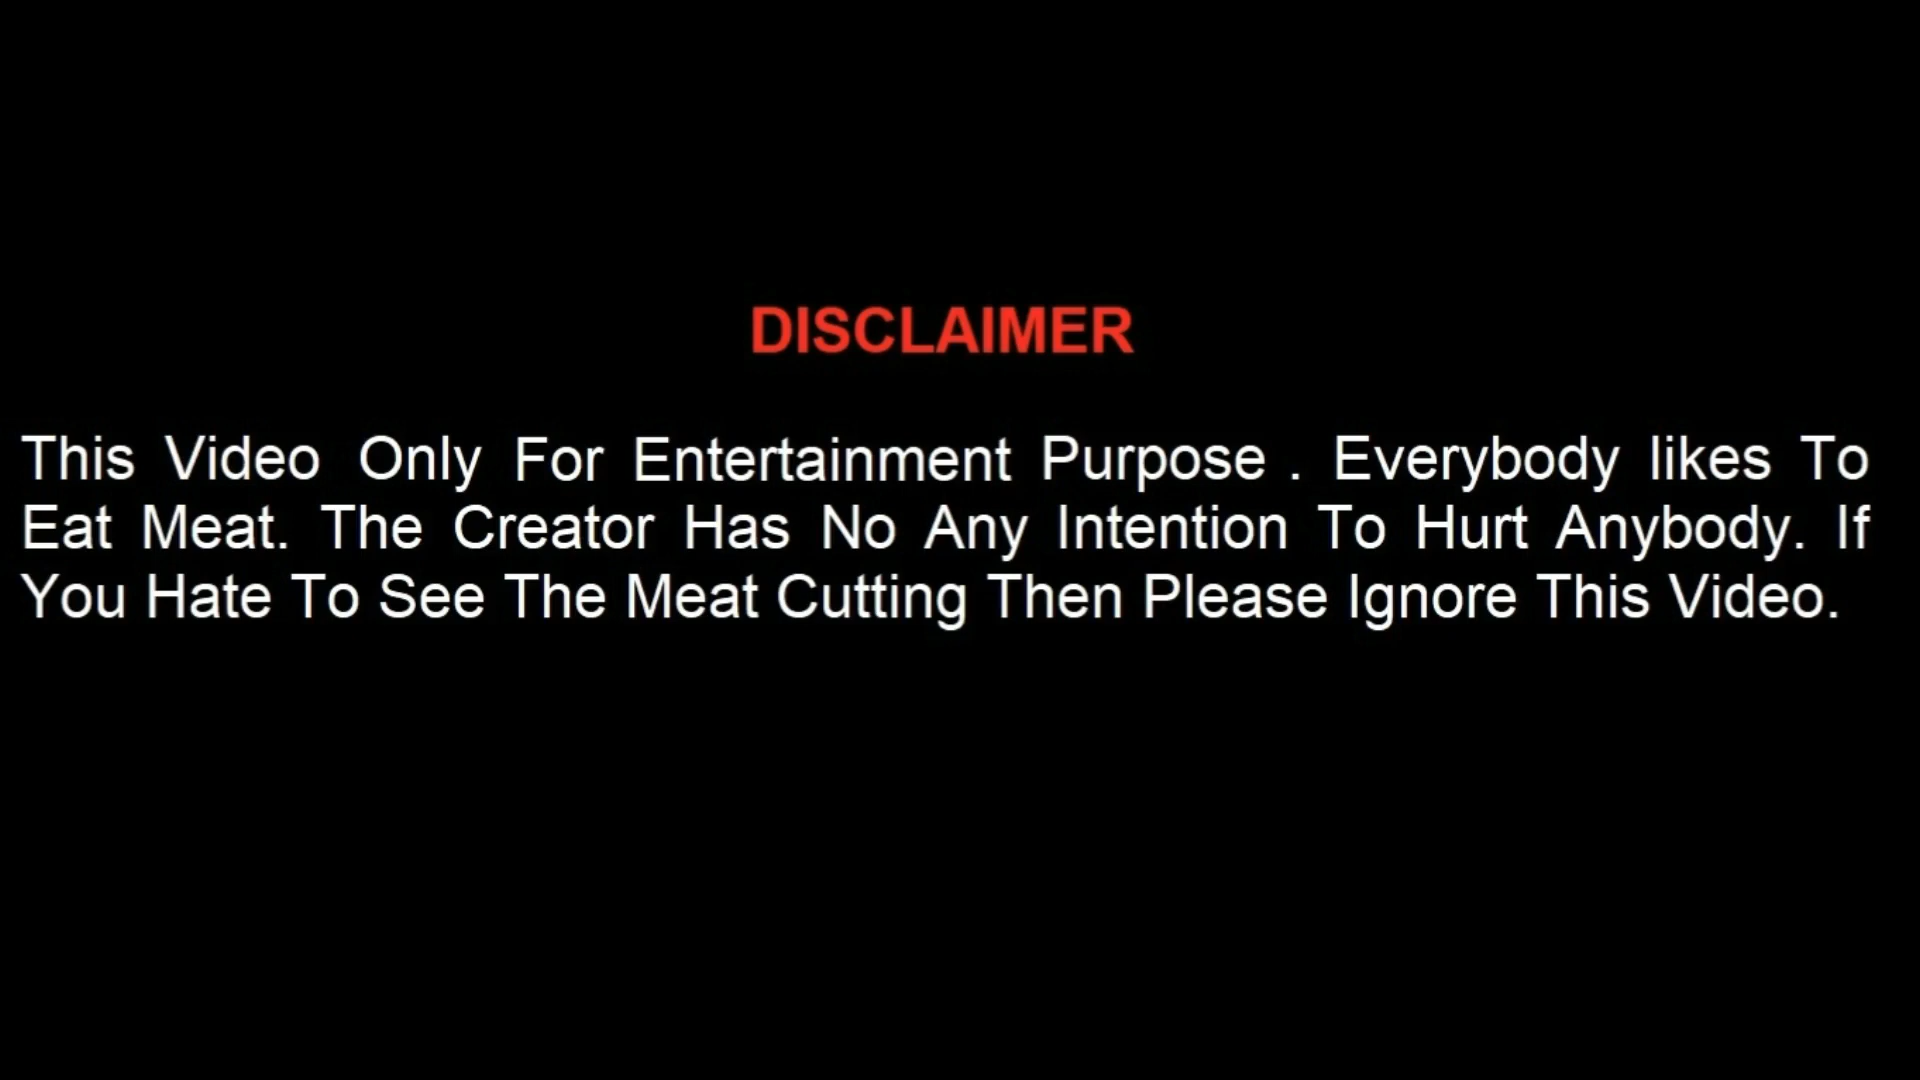 DISCLAIMER
This Video Only For Entertainment Purpose . Everybody likes To
Eat Meat. The Creator Has No Any Intention To Hurt Anybody. If
You Hate To See The Meat Cutting Then Please Ignore This Video.